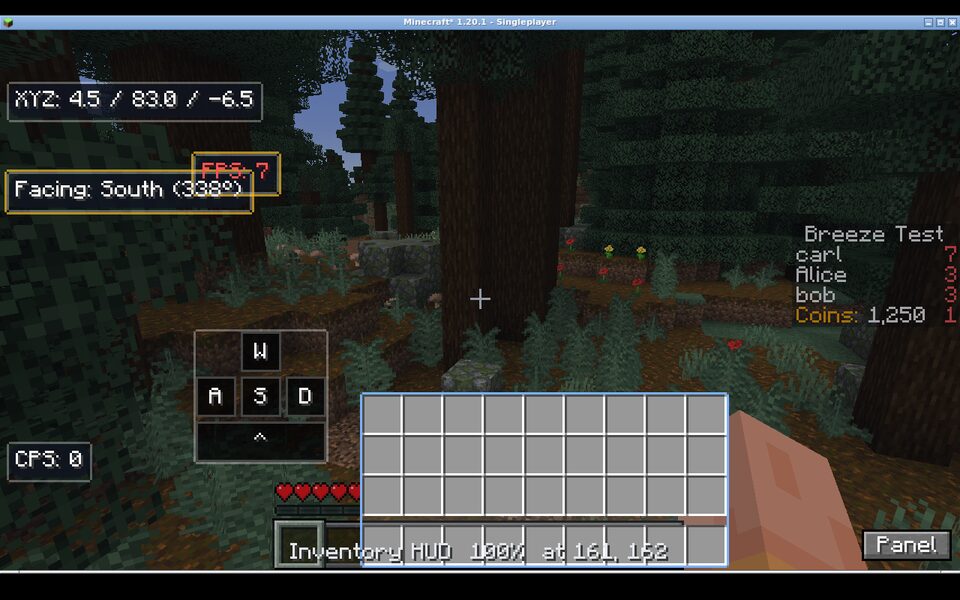 Minecraft* 1.20.1 - Singleplayer
XYZ: 4.5 / 83.0 / -6.5
FPS: 7
Facing: South (338°)
Breeze Test
carl 7
Alice 3
bob 3
Coins: 1,250 1
W
A S D
^
CPS: 0
Inventory HUD 100% at 161, 162
Panel